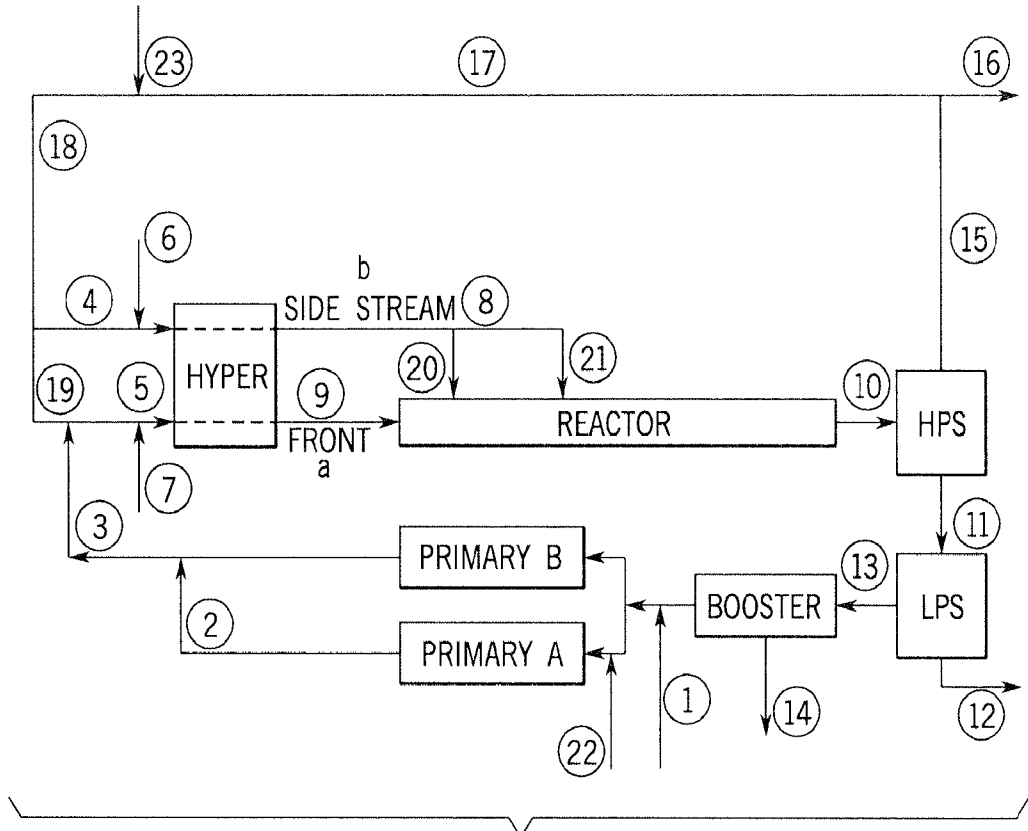 23
17
16
18
6
15
b
4
SIDE STREAM
8
HYPER
20
21
19
5
9
10
REACTOR
HPS
FRONT
a
7
3
11
PRIMARY B
13
BOOSTER
LPS
2
PRIMARY A
1
14
12
22